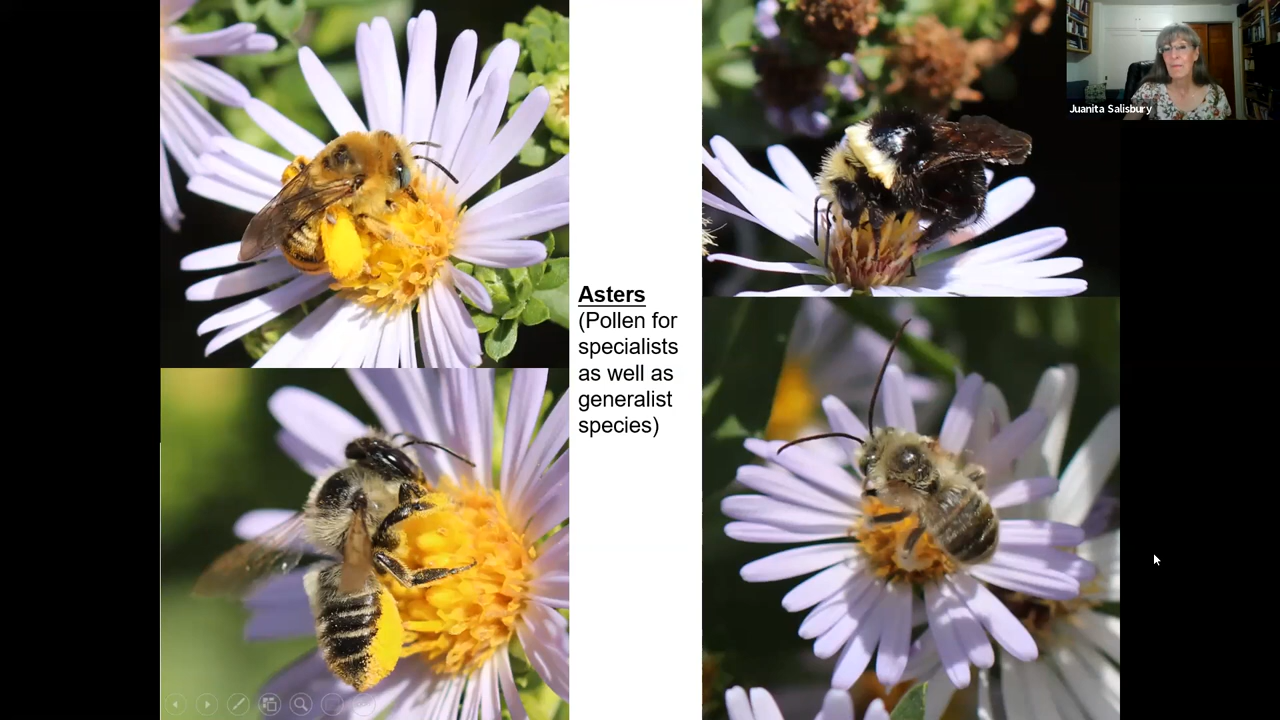 Juanita Salisbury
Asters
(Pollen for
specialists
as well as
generalist
species)